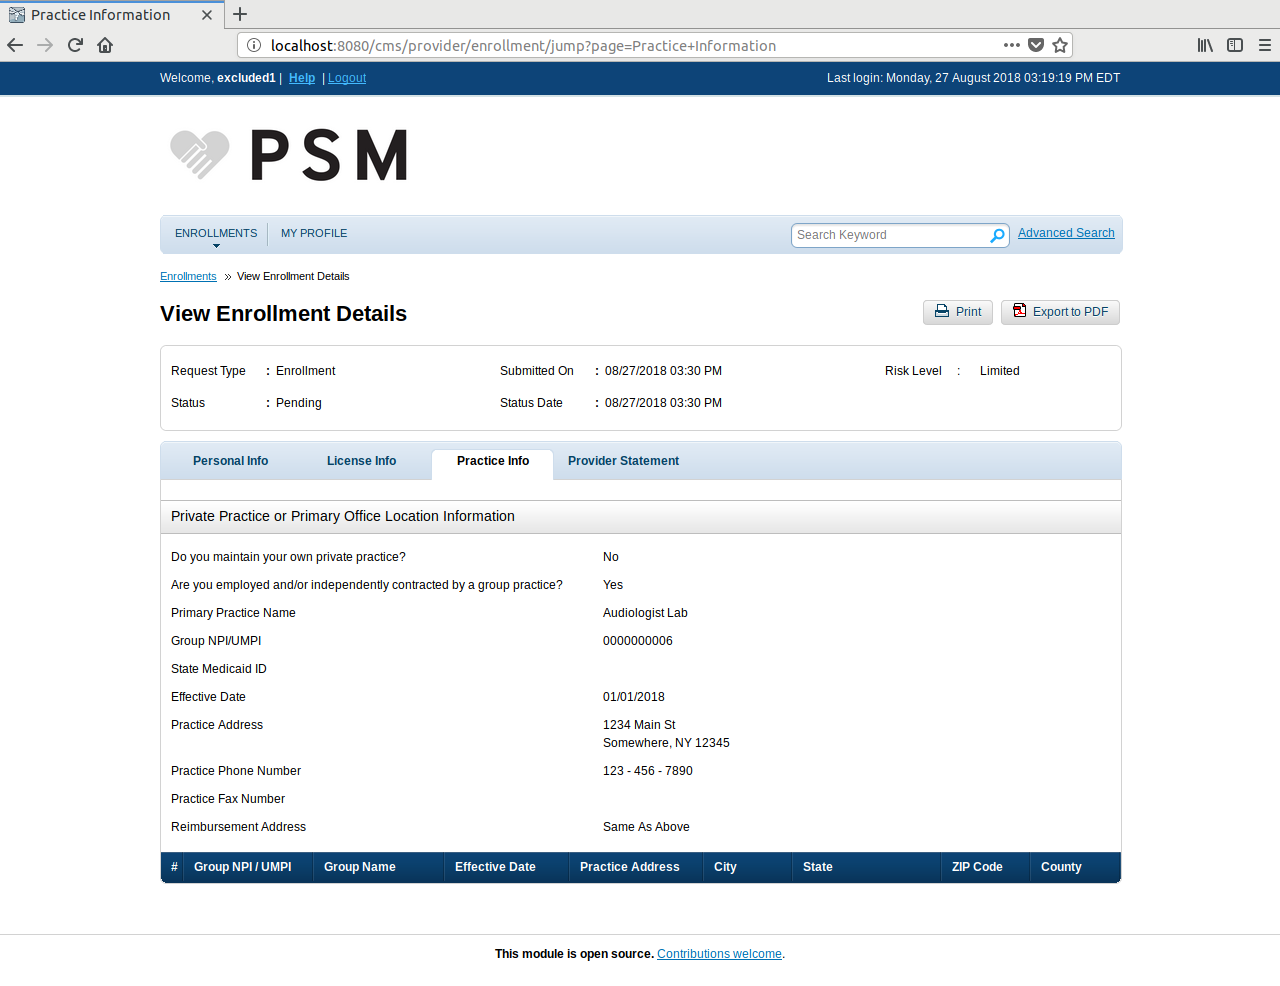 Practice Information
localhost:8080/cms/provider/enrollment/jump?page=Practice+Information
Welcome, excluded1 | Help | Logout
Last login: Monday, 27 August 2018 03:19:19 PM EDT
PSM
ENROLLMENTS MY PROFILE
Search Keyword
Advanced Search
Enrollments » View Enrollment Details
View Enrollment Details
Print
Export to PDF
Request Type : Enrollment Submitted On : 08/27/2018 03:30 PM Risk Level : Limited
Status : Pending Status Date : 08/27/2018 03:30 PM
Personal Info License Info Practice Info Provider Statement
Private Practice or Primary Office Location Information
Do you maintain your own private practice? No
Are you employed and/or independently contracted by a group practice? Yes
Primary Practice Name Audiologist Lab
Group NPI/UMPI 0000000006
State Medicaid ID
Effective Date 01/01/2018
Practice Address 1234 Main St
Somewhere, NY 12345
Practice Phone Number 123 - 456 - 7890
Practice Fax Number
Reimbursement Address Same As Above
# Group NPI / UMPI Group Name Effective Date Practice Address City State ZIP Code County
This module is open source. Contributions welcome.